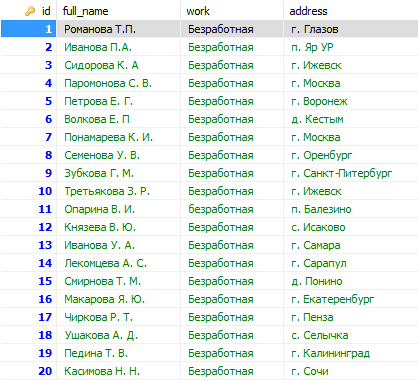 id full_name work address
1 Романова Т.П. Безработная г. Глазов
2 Иванова П.А. Безработная п. Яр УР
3 Сидорова К. А Безработная г. Ижевск
4 Паромонова С. В. Безработная г. Москва
5 Петрова Е. Г. Безработная г. Воронеж
6 Волкова Е. П Безработная д. Кестым
7 Понамарева К. И. Безработная г. Москва
8 Семенова У. В. Безработная г. Оренбург
9 Зубкова Г. М. Безработная г. Санкт-Питербург
10 Третьякова З. Р. Безработная г. Ижевск
11 Опарина В. И. безработная п. Балезино
12 Князева В. Ю. Безработная с. Исаково
13 Иванова У. А. Безработная г. Самара
14 Лекомцева А. С. Безработная г. Сарапул
15 Смирнова Т. М. Безработная д. Понино
16 Макарова Я. Ю. Безработная г. Екатеренбург
17 Чиркова Р. Т. Безработная г. Пенза
18 Ушакова А. Д. Безработная с. Селычка
19 Педина Т. В. Безработная г. Калининград
20 Касимова Н. Н. Безработная г. Сочи